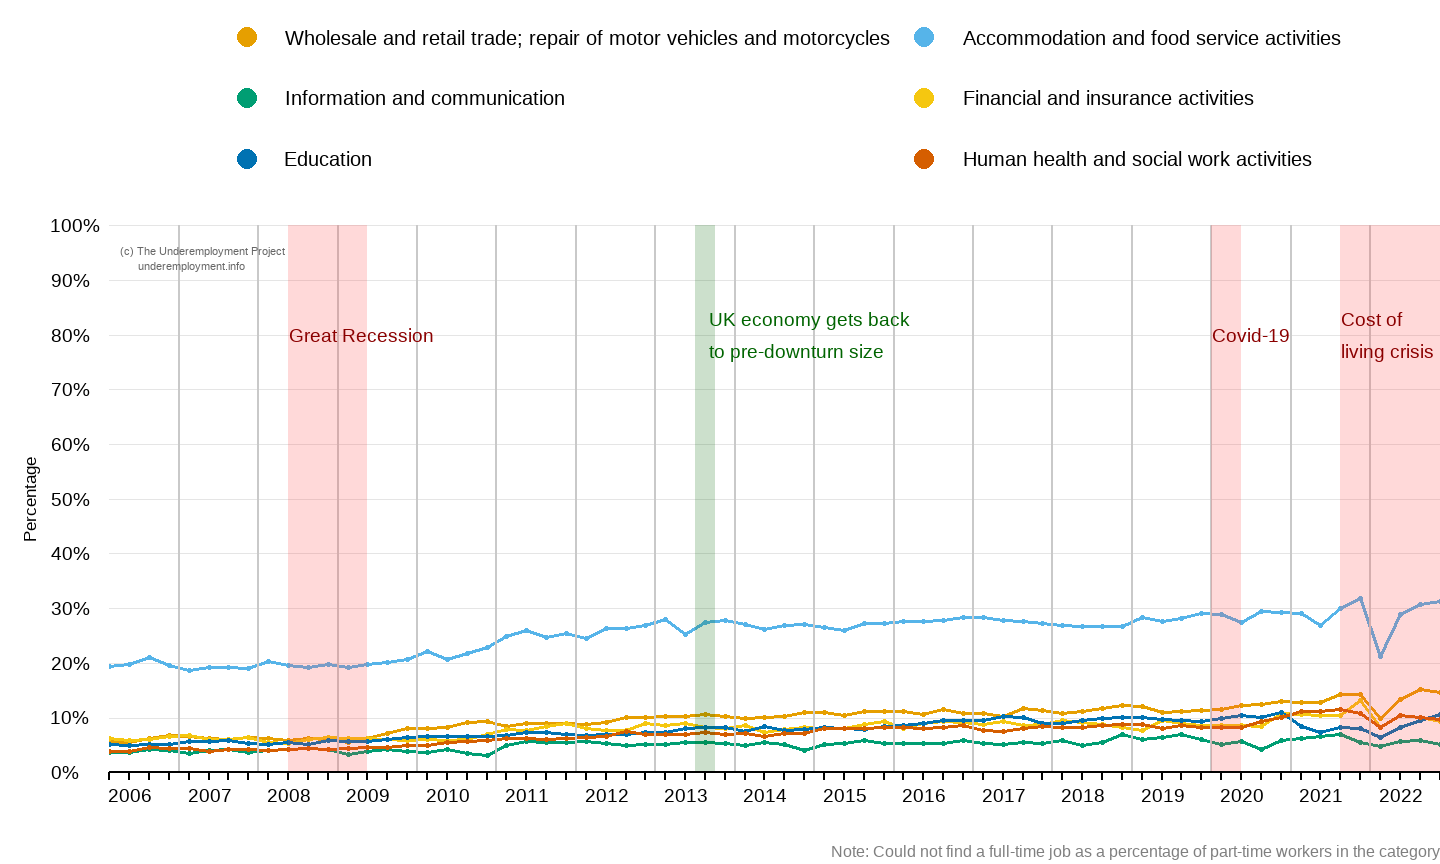 Wholesale and retail trade; repair of motor vehicles and motorcycles
Accommodation and food service activities
Information and communication
Financial and insurance activities
Education
Human health and social work activities
100%
(c) The Underemployment Project
underemployment.info
90%
UK economy gets back
to pre-downturn size
Cost of
living crisis
80%
Great Recession
Covid-19
70%
60%
50%
40%
30%
20%
10%
0%
Percentage
2006 2007 2008 2009 2010 2011 2012 2013 2014 2015 2016 2017 2018 2019 2020 2021 2022
Note: Could not find a full-time job as a percentage of part-time workers in the category